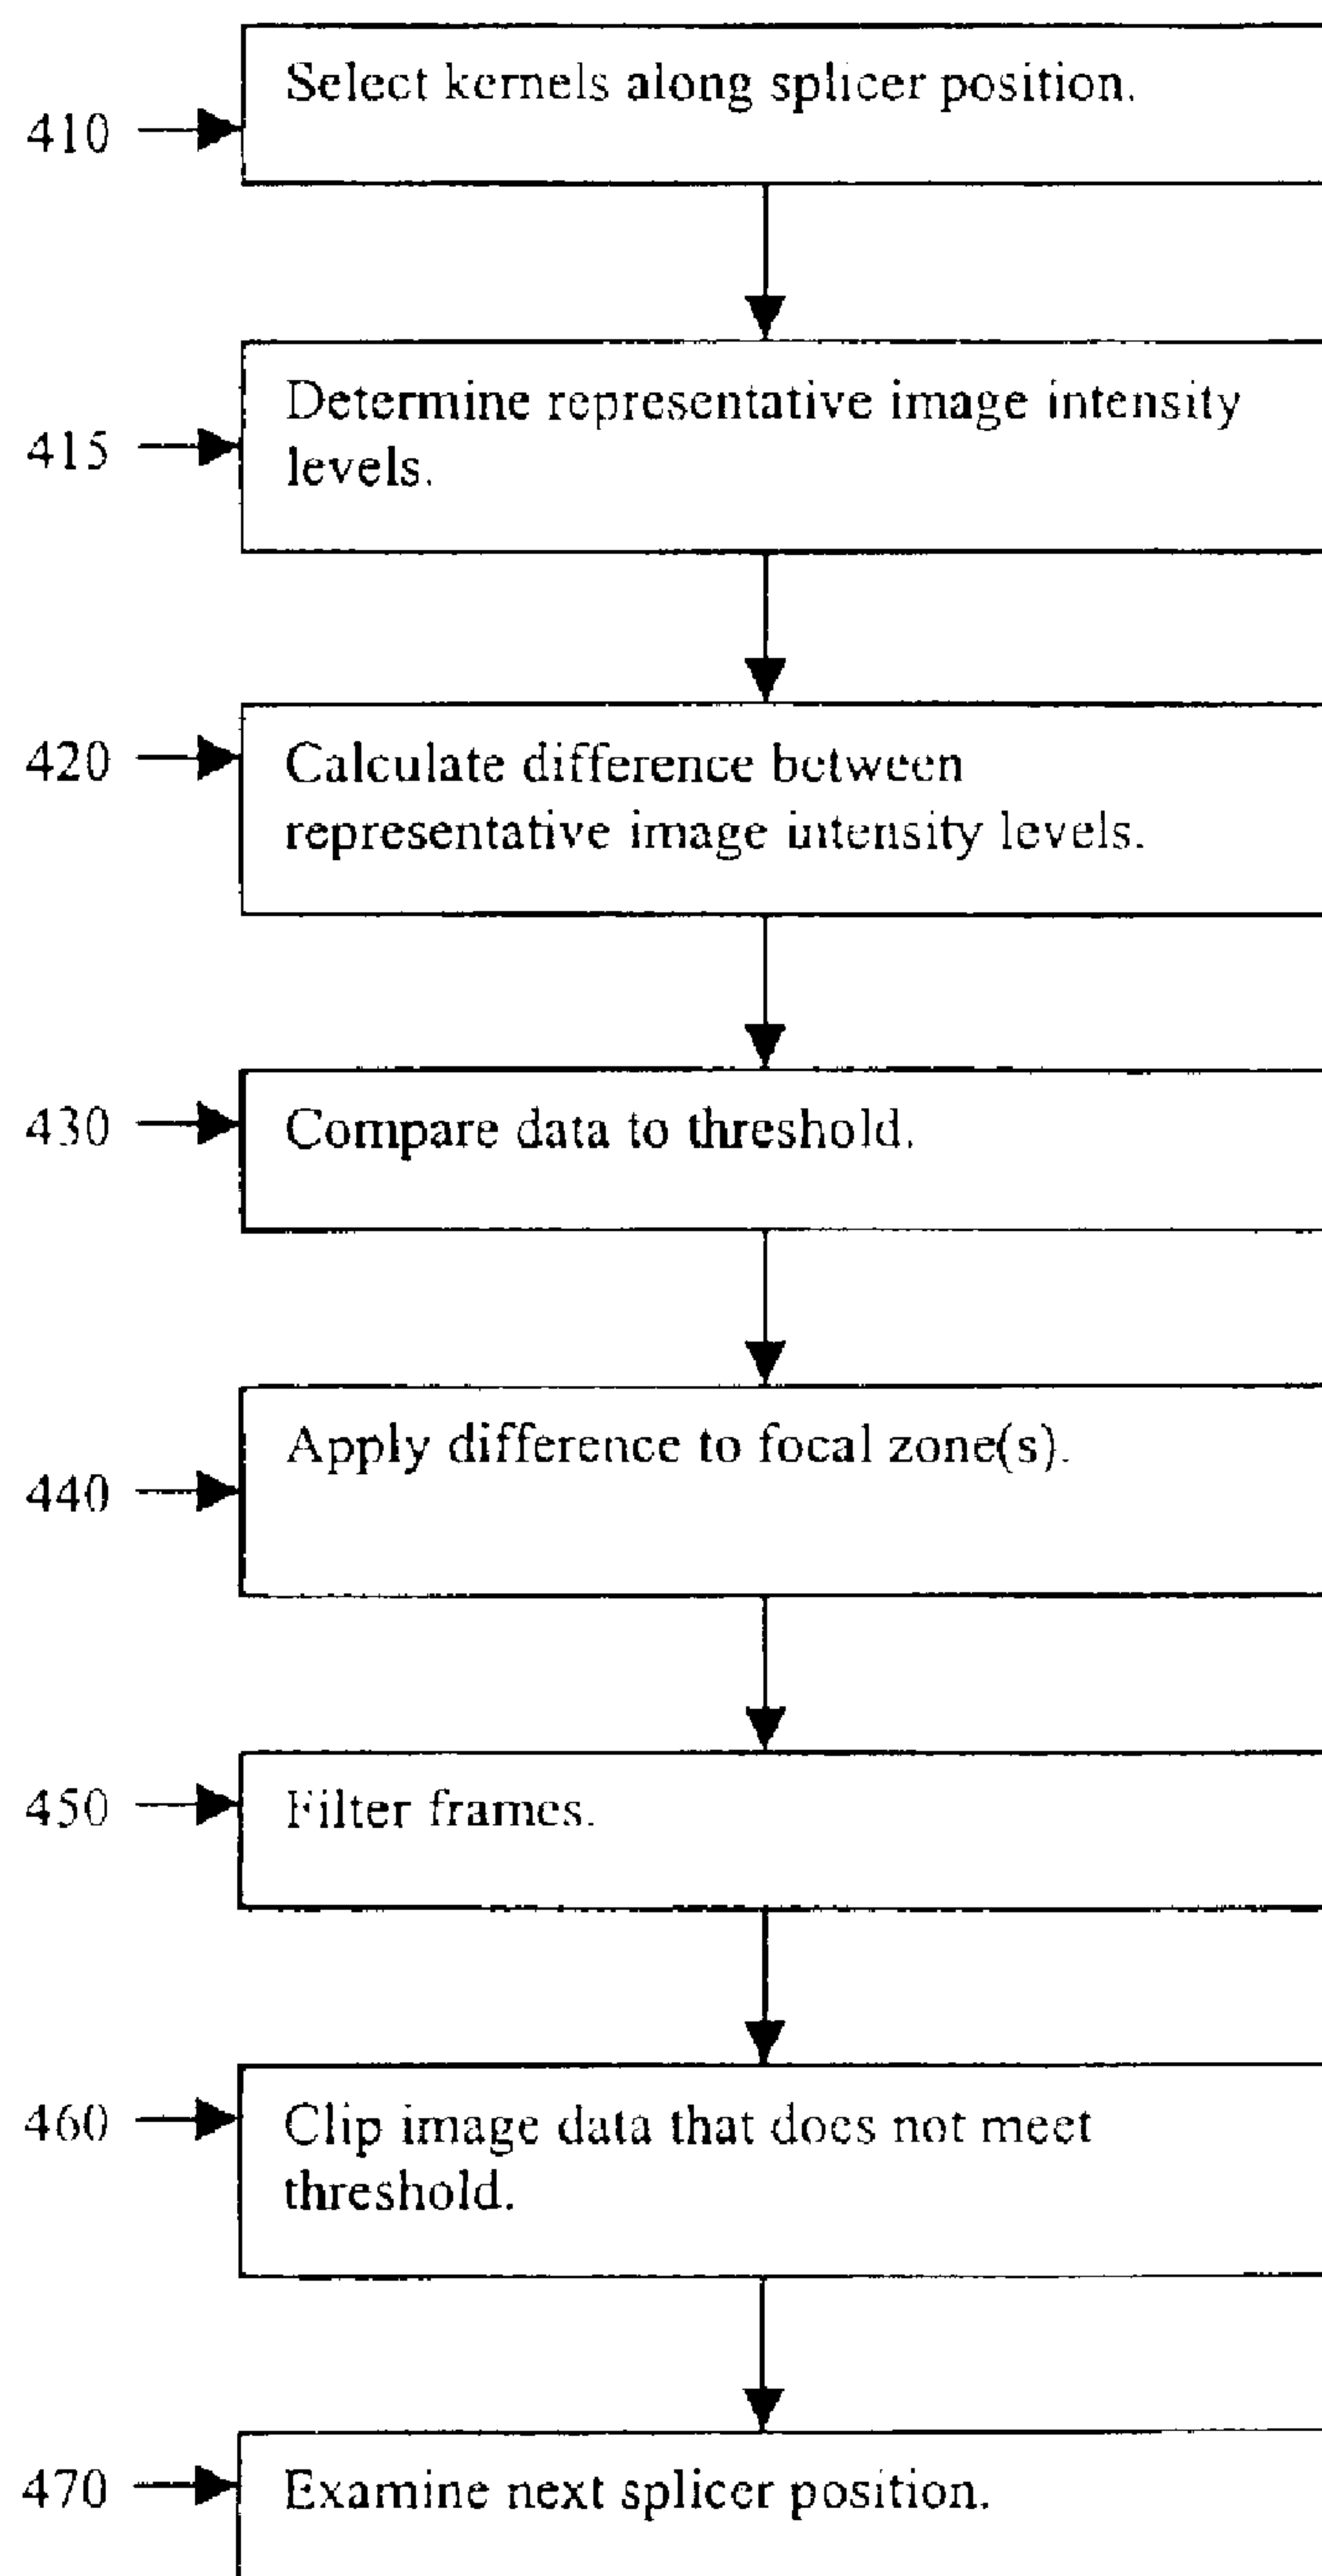 410
Select kernels along splicer position.
415
Determine representative image intensity
levels.
420
Calculate difference between
representative image intensity levels.
430
Compare data to threshold.
440
Apply difference to focal zone(s).
450
Filter frames.
460
Clip image data that does not meet
threshold.
470
Examine next splicer position.